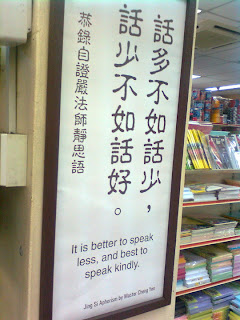 話多不如話少，
話少不如話好。
恭錄自證嚴法師靜思語
It is better to speak
less, and best to
speak kindly.
Jing Si Aphorism by Master Cheng Yen